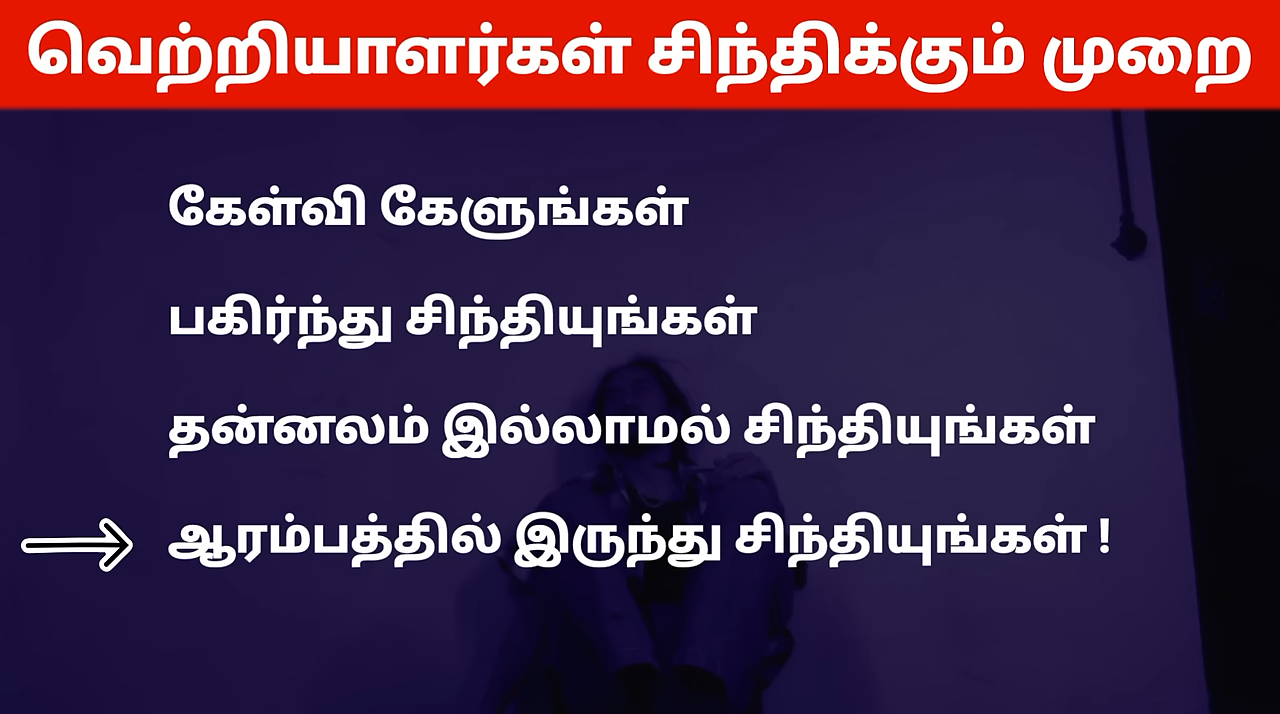 வெற்றியாளர்கள் சிந்திக்கும் முறை
கேள்வி கேளுங்கள்
பகிர்ந்து சிந்தியுங்கள்
தன்னலம் இல்லாமல் சிந்தியுங்கள்
ஆரம்பத்தில் இருந்து சிந்தியுங்கள் !